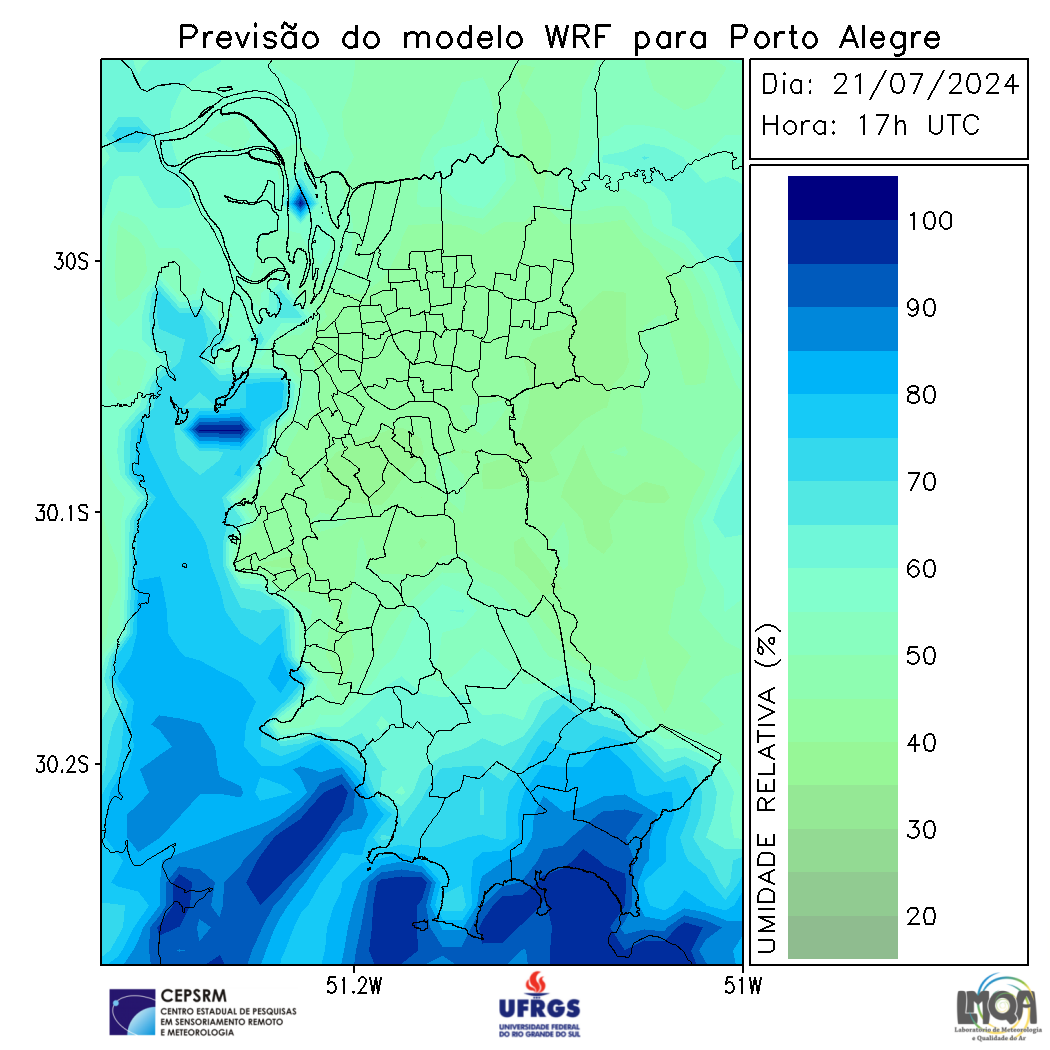 Previsão do modelo WRF para Porto Alegre
Dia: 21/07/2024
Hora: 17h UTC
100
90
80
70
60
50
40
30
20
UMIDADE RELATIVA (%)
30S
30.1S
30.2S
51.2W
51W
CEPSRM
CENTRO ESTADUAL DE PESQUISAS
EM SENSORIAMENTO REMOTO
E METEOROLOGIA
UFRGS
UNIVERSIDADE FEDERAL
DO RIO GRANDE DO SUL
LMQA
Laboratório de Meteorologia
e Qualidade do Ar